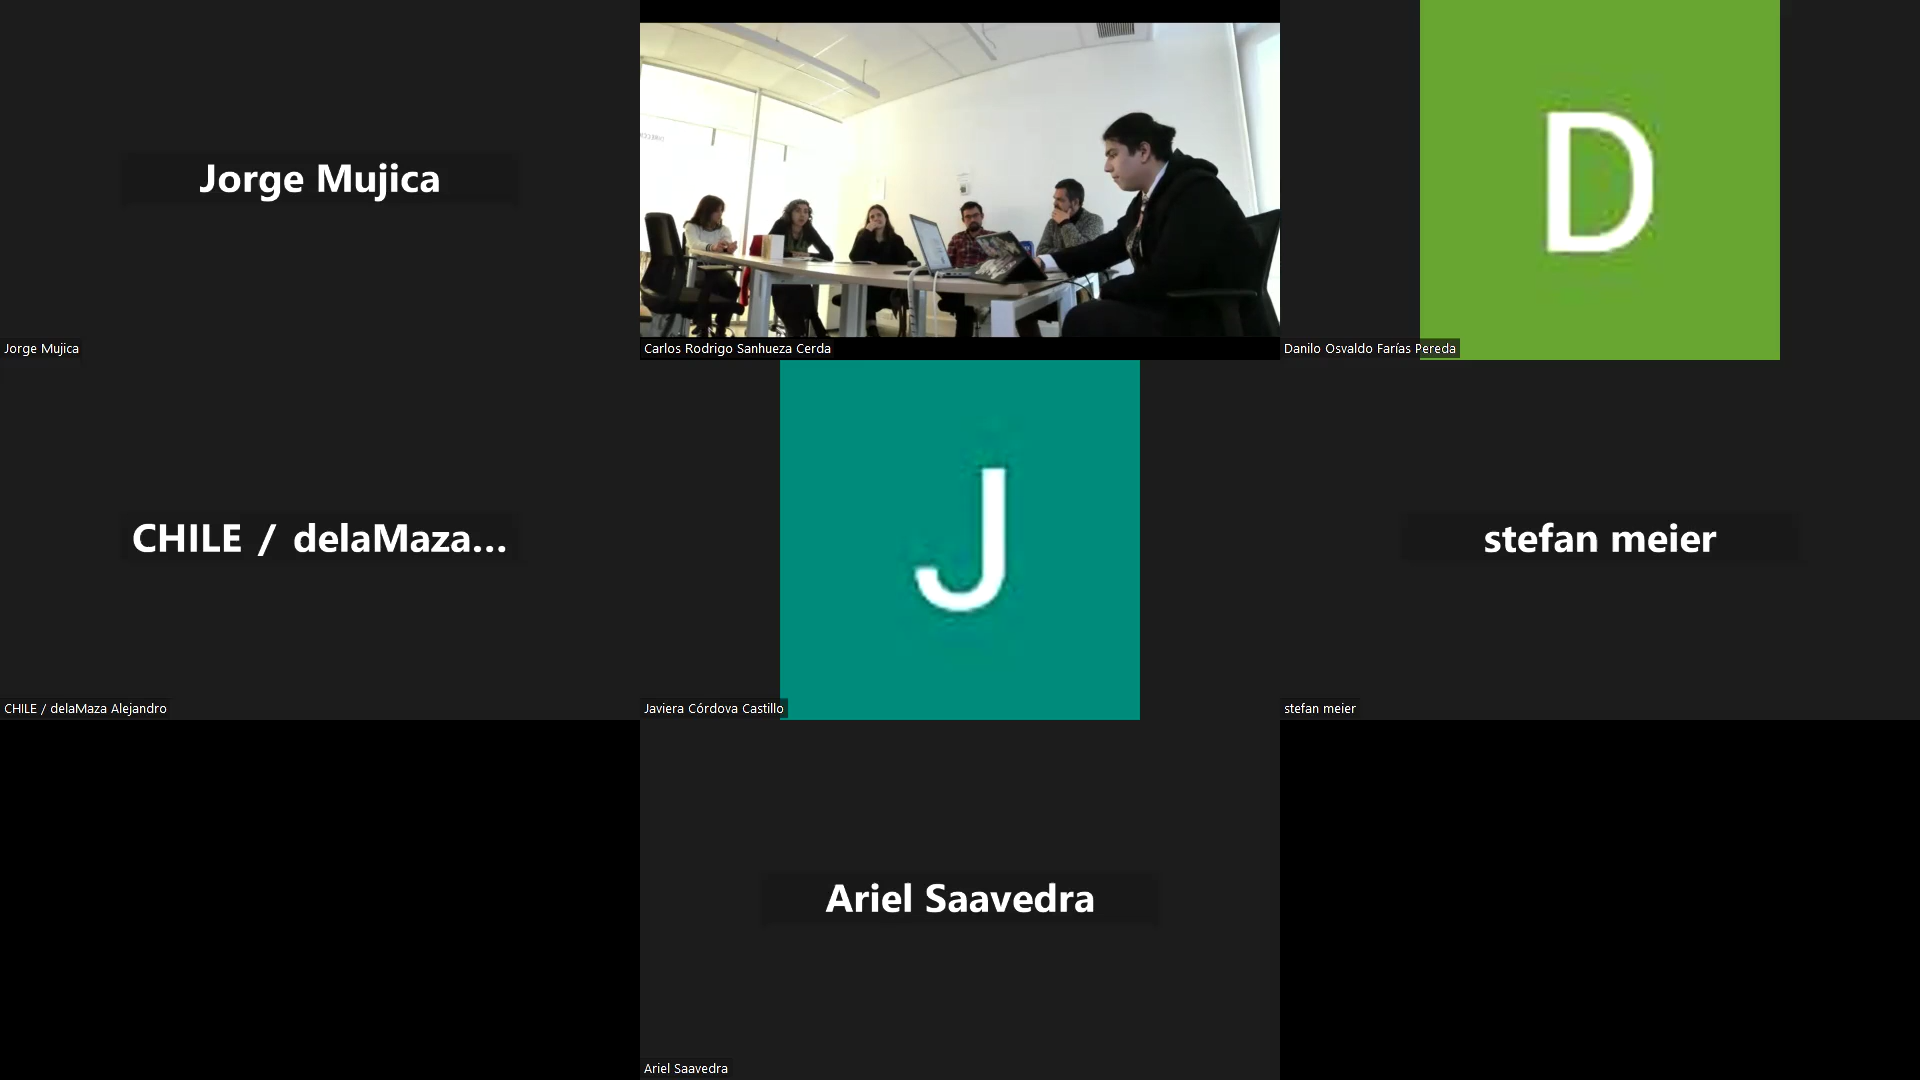 Jorge Mujica
Jorge Mujica
Carlos Rodrigo Sanhueza Cerda
D
Danilo Osvaldo Farías Pereda
CHILE / delaMaza...
CHILE / delaMaza Alejandro
J
Javiera Córdova Castillo
stefan meier
stefan meier
Ariel Saavedra
Ariel Saavedra